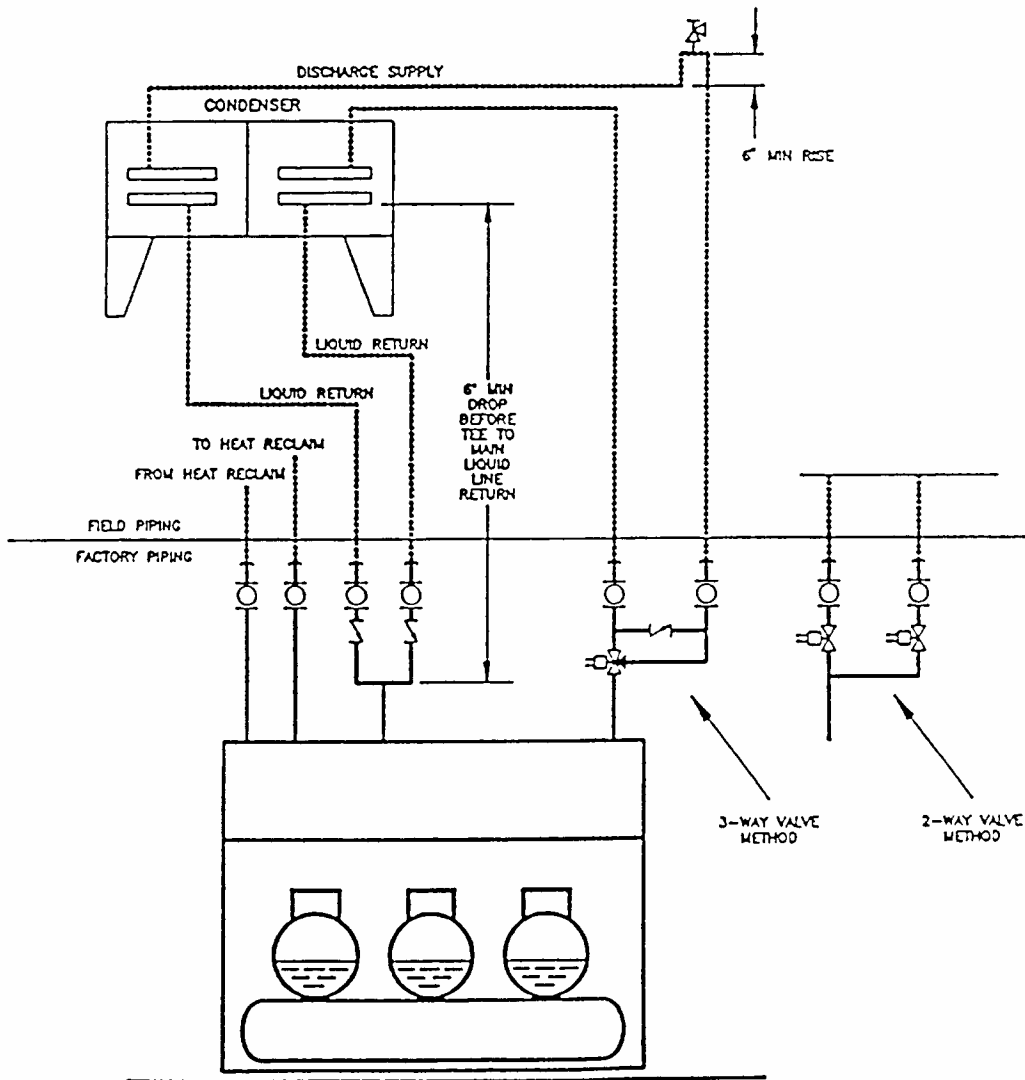 DISCHARGE SUPPLY
CONDENSER
6" MIN RISE
LIQUID RETURN
LIQUID RETURN
6" MIN
DROP
BEFORE
TEE TO
MAIN
LIQUID
LINE
RETURN
TO HEAT RECLAIM
FROM HEAT RECLAIM
FIELD PIPING
FACTORY PIPING
3-WAY VALVE
METHOD
2-WAY VALVE
METHOD